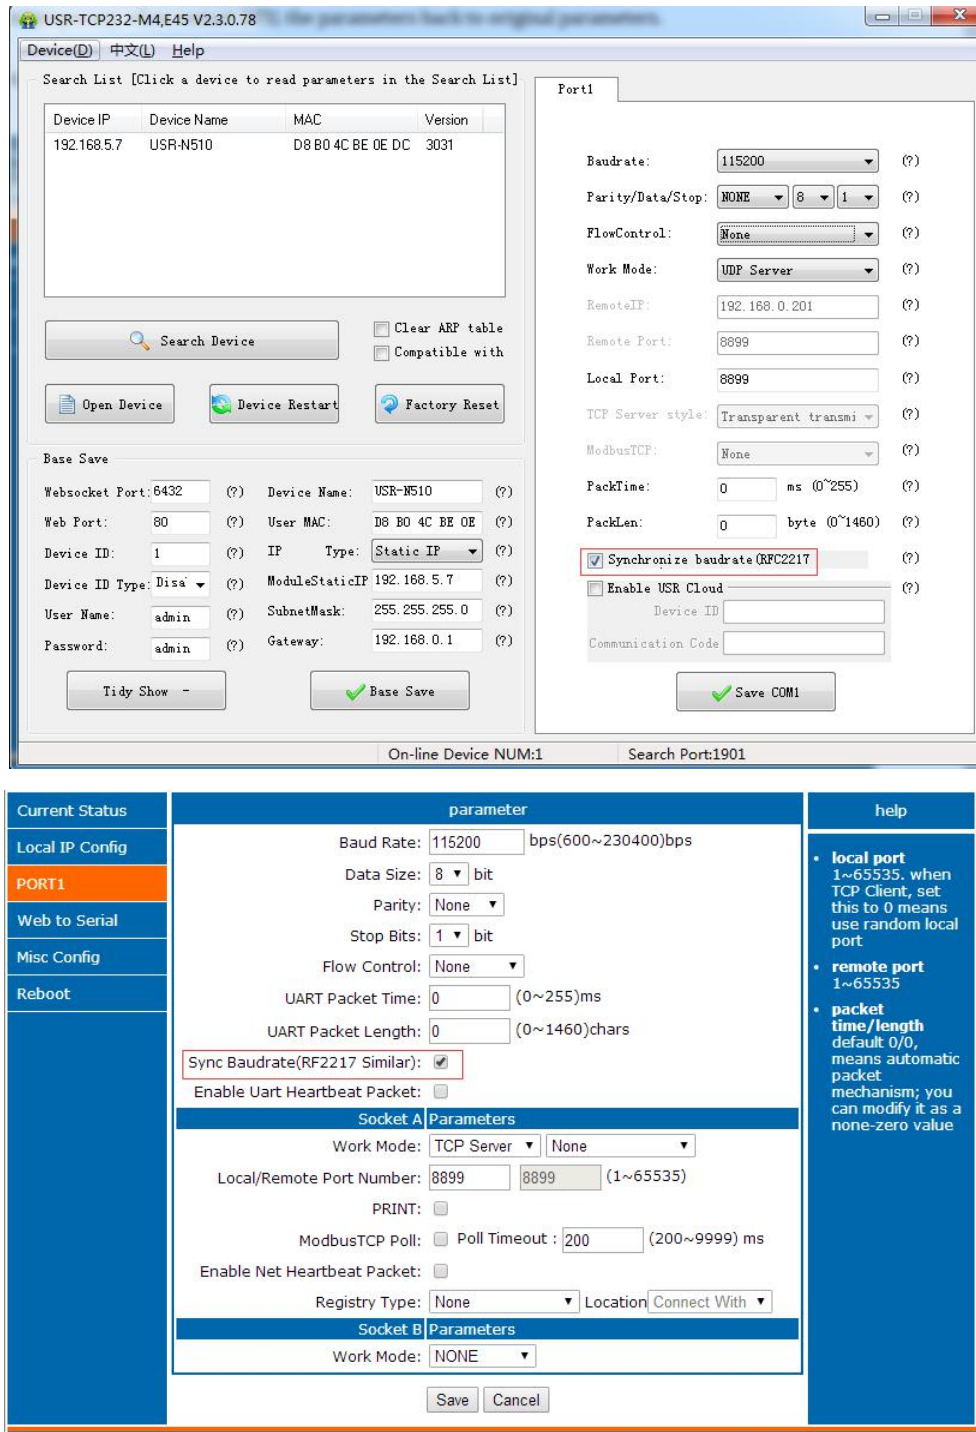 the parameters back to original parameters.
USR-TCP232-M4,E45 V2.3.0.78
Device(D) 中文(L) Help
Search List [Click a device to read parameters in the Search List]
Device IP Device Name MAC Version
192.168.5.7 USR-N510 D8 B0 4C BE 0E DC 3031
Search Device
Clear ARP table
Compatible with
Open Device Device Restart Factory Reset
Base Save
Websocket Port: 6432 (?) Device Name: USR-N510 (?)
Web Port: 80 (?) User MAC: D8 B0 4C BE 0E (?)
Device ID: 1 (?) IP Type: Static IP (?)
Device ID Type: Disa (?) ModuleStaticIP 192.168.5.7 (?)
User Name: admin (?) SubnetMask: 255.255.255.0 (?)
Password: admin (?) Gateway: 192.168.0.1 (?)
Tidy Show - Base Save
Port1
Baudrate: 115200 (?)
Parity/Data/Stop: NONE 8 1 (?)
FlowControl: None (?)
Work Mode: UDP Server (?)
RemoteIP: 192.168.0.201 (?)
Remote Port: 8899 (?)
Local Port: 8899 (?)
TCP Server style: Transparent transmi (?)
ModbusTCP: None (?)
PackTime: 0 ms (0~255) (?)
PackLen: 0 byte (0~1460) (?)
Synchronize baudrate(RFC2217 (?)
Enable USR Cloud (?)
Device ID
Communication Code
Save COM1
On-line Device NUM:1 Search Port:1901
Current Status
Local IP Config
PORT1
Web to Serial
Misc Config
Reboot
parameter
Baud Rate: 115200 bps(600~230400)bps
Data Size: 8 bit
Parity: None
Stop Bits: 1 bit
Flow Control: None
UART Packet Time: 0 (0~255)ms
UART Packet Length: 0 (0~1460)chars
Sync Baudrate(RF2217 Similar):
Enable Uart Heartbeat Packet:
Socket A Parameters
Work Mode: TCP Server None
Local/Remote Port Number: 8899 8899 (1~65535)
PRINT:
ModbusTCP Poll: Poll Timeout : 200 (200~9999) ms
Enable Net Heartbeat Packet:
Registry Type: None Location Connect With
Socket B Parameters
Work Mode: NONE
Save Cancel
help
• local port
1~65535. when
TCP Client, set
this to 0 means
use random local
port
• remote port
1~65535
• packet
time/length
default 0/0,
means automatic
packet
mechanism; you
can modify it as a
none-zero value